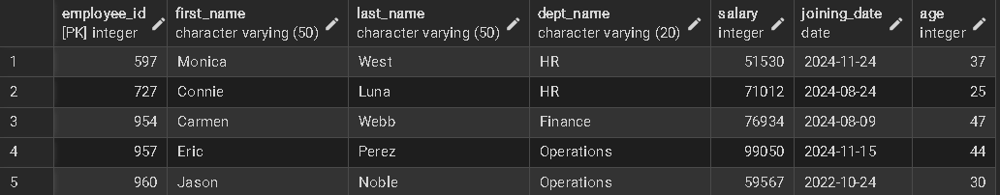 employee_id first_name last_name dept_name salary joining_date age
[PK] integer character varying (50) character varying (50) character varying (20) integer date integer
1 597 Monica West HR 51530 2024-11-24 37
2 727 Connie Luna HR 71012 2024-08-24 25
3 954 Carmen Webb Finance 76934 2024-08-09 47
4 957 Eric Perez Operations 99050 2024-11-15 44
5 960 Jason Noble Operations 59567 2022-10-24 30